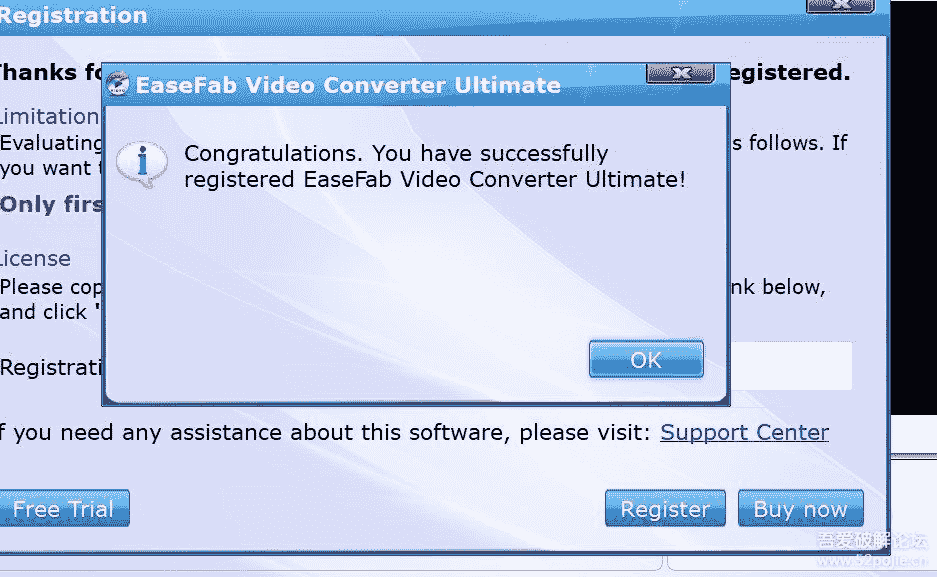 Registration
Thanks fo
egistered.
EaseFab Video Converter Ultimate
Limitation
Evaluating
s follows. If
you want t
Congratulations. You have successfully
registered EaseFab Video Converter Ultimate!
Only firs
License
Please cop
nk below,
and click "
OK
Registrati
f you need any assistance about this software, please visit: Support Center
Free Trial
Register
Buy now
吾爱破解论坛
www.52pojie.cn